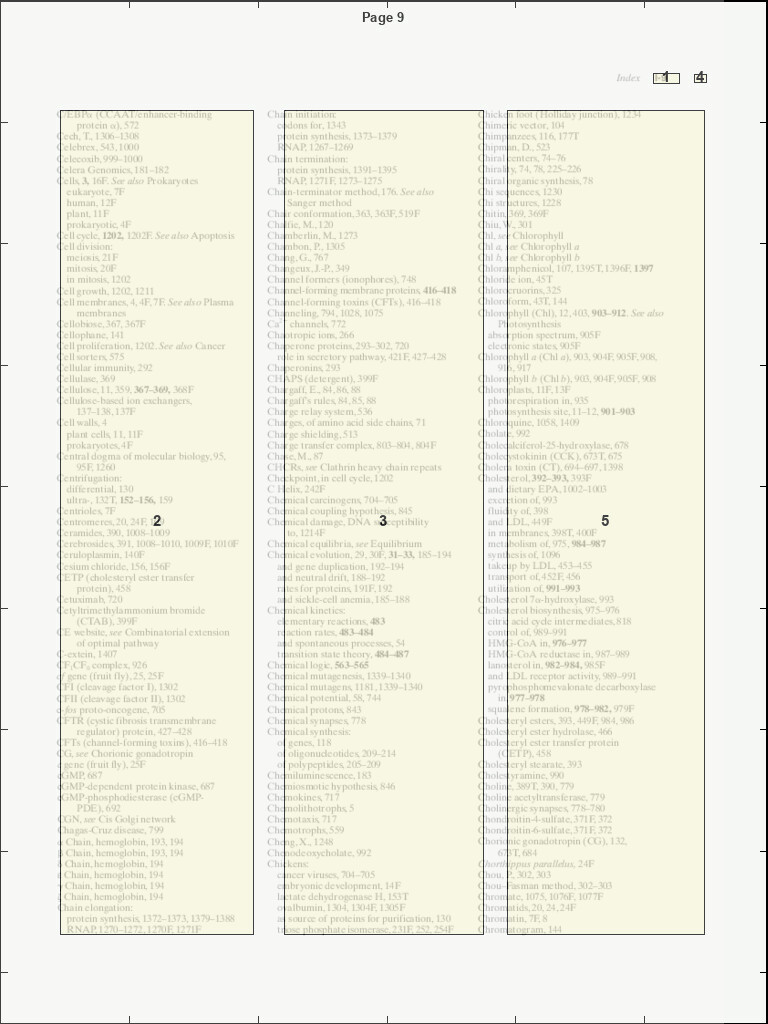 Page 9
Index
1
4
C/EBPα (CCAAT/enhancer-binding
protein α), 572
Cech, T., 1306–1308
Celebrex, 543, 1000
Celecoxib, 999–1000
Celera Genomics, 181–182
Cells, 3, 16F. See also Prokaryotes
eukaryote, 7F
human, 12F
plant, 11F
prokaryotic, 4F
Cell cycle, 1202, 1202F. See also Apoptosis
Cell division:
meiosis, 21F
mitosis, 20F
in mitosis, 1202
Cell growth, 1202, 1211
Cell membranes, 4, 4F, 7F. See also Plasma
membranes
Cellobiose, 367, 367F
Cellophane, 141
Cell proliferation, 1202. See also Cancer
Cell sorters, 575
Cellular immunity, 292
Cellulase, 369
Cellulose, 11, 359, 367–369, 368F
Cellulose-based ion exchangers,
137–138, 137F
Cell walls, 4
plant cells, 11, 11F
prokaryotes, 4F
Central dogma of molecular biology, 95,
95F, 1260
Centrifugation:
differential, 130
ultra-, 132T, 152–156, 159
Centrioles, 7F
Centromeres, 20, 24F,
2
Ceramides, 390, 1008–1009
Cerebrosides, 391, 1008–1010, 1009F, 1010F
Ceruloplasmin, 140F
Cesium chloride, 156, 156F
CETP (cholesteryl ester transfer
protein), 458
Cetuximab, 720
Cetyltrimethylammonium bromide
(CTAB), 399F
CE website, see Combinatorial extension
of optimal pathway
C-extein, 1407
CF₁CF₀ complex, 926
cf gene (fruit fly), 25, 25F
CFI (cleavage factor I), 1302
CFII (cleavage factor II), 1302
c-fos proto-oncogene, 705
CFTR (cystic fibrosis transmembrane
regulator) protein, 427–428
CFTs (channel-forming toxins), 416–418
CG, see Chorionic gonadotropin
gene (fruit fly), 25F
cGMP, 687
cGMP-dependent protein kinase, 687
cGMP-phosphodiesterase (cGMP-
PDE), 692
CGN, see Cis Golgi network
Chagas-Cruz disease, 799
α Chain, hemoglobin, 193, 194
β Chain, hemoglobin, 193, 194
δ Chain, hemoglobin, 194
ε Chain, hemoglobin, 194
γ Chain, hemoglobin, 194
ζ Chain, hemoglobin, 194
Chain elongation:
protein synthesis, 1372–1373, 1379–1388
RNAP, 1270–1272, 1270F, 1271F
Chain initiation:
codons for, 1343
protein synthesis, 1373–1379
RNAP, 1267–1269
Chain termination:
protein synthesis, 1391–1395
RNAP, 1271F, 1273–1275
Chain-terminator method, 176. See also
Sanger method
Chair conformation, 363, 363F, 519F
Chalfie, M., 120
Chamberlin, M., 1273
Chambon, P., 1305
Chang, G., 767
Changeux, J.-P., 349
Channel formers (ionophores), 748
Channel-forming membrane proteins, 416–418
Channel-forming toxins (CFTs), 416–418
Channeling, 794, 1028, 1075
Ca²⁺ channels, 772
Chaotropic ions, 266
Chaperone proteins, 293–302, 720
role in secretory pathway, 421F, 427–428
Chaperonins, 293
CHAPS (detergent), 399F
Chargaff, E., 84, 86, 88
Chargaff's rules, 84, 85, 88
Charge relay system, 536
Charges, of amino acid side chains, 71
Charge shielding, 513
Charge transfer complex, 803–804, 804F
Chase, M., 87
CHCRs, see Clathrin heavy chain repeats
Checkpoint, in cell cycle, 1202
C Helix, 242F
Chemical carcinogens, 704–705
Chemical coupling hypothesis, 845
Chemical damage, DNA susceptibility
to, 1214F
3
Chemical equilibria, see Equilibrium
Chemical evolution, 29, 30F, 31–33, 185–194
and gene duplication, 192–194
and neutral drift, 188–192
rates for proteins, 191F, 192
and sickle-cell anemia, 185–188
Chemical kinetics:
elementary reactions, 483
reaction rates, 483–484
and spontaneous processes, 54
transition state theory, 484–487
Chemical logic, 563–565
Chemical mutagenesis, 1339–1340
Chemical mutagens, 1181, 1339–1340
Chemical potential, 58, 744
Chemical protons, 843
Chemical synapses, 778
Chemical synthesis:
of genes, 118
of oligonucleotides, 209–214
of polypeptides, 205–209
Chemiluminescence, 183
Chemiosmotic hypothesis, 846
Chemokines, 717
Chemolithotrophs, 5
Chemotaxis, 717
Chemotrophs, 559
Cheng, X., 1248
Chenodeoxycholate, 992
Chickens:
cancer viruses, 704–705
embryonic development, 14F
lactate dehydrogenase H, 153T
ovalbumin, 1304, 1304F, 1305F
as source of proteins for purification, 130
triose phosphate isomerase, 231F, 252, 254F
Chicken foot (Holliday junction), 1234
Chimeric vector, 104
Chimpanzees, 116, 177T
Chipman, D., 523
Chiral centers, 74–76
Chirality, 74, 78, 225–226
Chiral organic synthesis, 78
Chi sequences, 1230
Chi structures, 1228
Chitin, 369, 369F
Chiu, W., 301
Chl, see Chlorophyll
Chl a, see Chlorophyll a
Chl b, see Chlorophyll b
Chloramphenicol, 107, 1395T, 1396F, 1397
Chloride ion, 45T
Chlorocruorins, 325
Chloroform, 43T, 144
Chlorophyll (Chl), 12, 403, 903–912. See also
Photosynthesis
absorption spectrum, 905F
electronic states, 905F
Chlorophyll a (Chl a), 903, 904F, 905F, 908,
916, 917
Chlorophyll b (Chl b), 903, 904F, 905F, 908
Chloroplasts, 11F, 13F
photorespiration in, 935
photosynthesis site, 11–12, 901–903
Chloroquine, 1058, 1409
Cholate, 992
Cholecalciferol-25-hydroxylase, 678
Cholecystokinin (CCK), 673T, 675
Cholera toxin (CT), 694–697, 1398
Cholesterol, 392–393, 393F
and dietary EPA, 1002–1003
excretion of, 993
fluidity of, 398
and LDL, 449F
5
in membranes, 398T, 400F
metabolism of, 975, 984–987
synthesis of, 1096
takeup by LDL, 453–455
transport of, 452F, 456
utilization of, 991–993
Cholesterol 7α-hydroxylase, 993
Cholesterol biosynthesis, 975–976
citric acid cycle intermediates, 818
control of, 989–991
HMG-CoA in, 976–977
HMG-CoA reductase in, 987–989
lanosterol in, 982–984, 985F
and LDL receptor activity, 989–991
pyrophosphomevalonate decarboxylase
in, 977–978
squalene formation, 978–982, 979F
Cholesteryl esters, 393, 449F, 984, 986
Cholesteryl ester hydrolase, 466
Cholesteryl ester transfer protein
(CETP), 458
Cholesteryl stearate, 393
Cholestyramine, 990
Choline, 389T, 390, 779
Choline acetyltransferase, 779
Cholinergic synapses, 778–780
Chondroitin-4-sulfate, 371F, 372
Chondroitin-6-sulfate, 371F, 372
Chorionic gonadotropin (CG), 132,
673T, 684
Chorthippus parallelus, 24F
Chou, P., 302, 303
Chou–Fasman method, 302–303
Chromate, 1075, 1076F, 1077F
Chromatids, 20, 24, 24F
Chromatin, 7F, 8
Chromatogram, 144